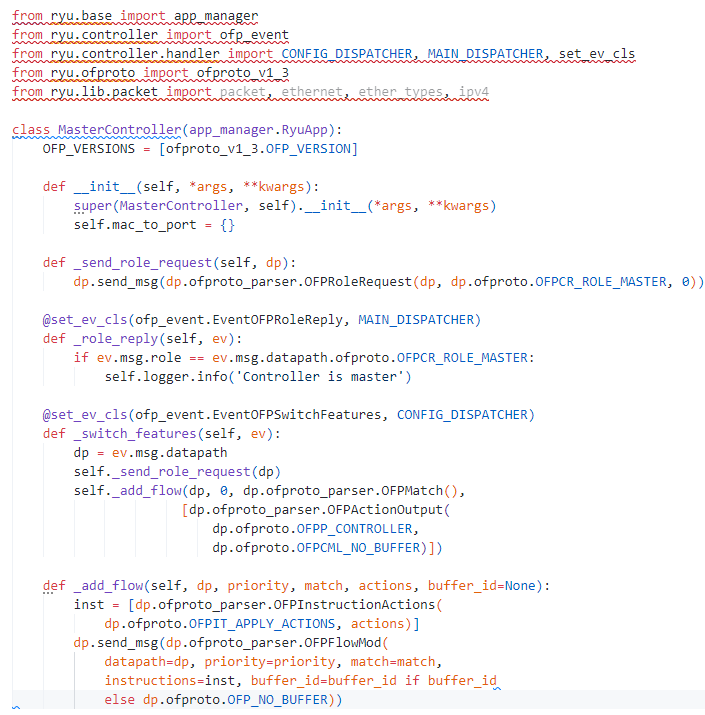 from ryu.base import app_manager
from ryu.controller import ofp_event
from ryu.controller.handler import CONFIG_DISPATCHER, MAIN_DISPATCHER, set_ev_cls
from ryu.ofproto import ofproto_v1_3
from ryu.lib.packet import packet, ethernet, ether_types, ipv4

class MasterController(app_manager.RyuApp):
    OFP_VERSIONS = [ofproto_v1_3.OFP_VERSION]

    def __init__(self, *args, **kwargs):
        super(MasterController, self).__init__(*args, **kwargs)
        self.mac_to_port = {}

    def _send_role_request(self, dp):
        dp.send_msg(dp.ofproto_parser.OFPRoleRequest(dp, dp.ofproto.OFPCR_ROLE_MASTER, 0))

    @set_ev_cls(ofp_event.EventOFPRoleReply, MAIN_DISPATCHER)
    def _role_reply(self, ev):
        if ev.msg.role == ev.msg.datapath.ofproto.OFPCR_ROLE_MASTER:
            self.logger.info('Controller is master')

    @set_ev_cls(ofp_event.EventOFPSwitchFeatures, CONFIG_DISPATCHER)
    def _switch_features(self, ev):
        dp = ev.msg.datapath
        self._send_role_request(dp)
        self._add_flow(dp, 0, dp.ofproto_parser.OFPMatch(),
                      [dp.ofproto_parser.OFPActionOutput(
                          dp.ofproto.OFPP_CONTROLLER,
                          dp.ofproto.OFPCML_NO_BUFFER)])

    def _add_flow(self, dp, priority, match, actions, buffer_id=None):
        inst = [dp.ofproto_parser.OFPInstructionActions(
            dp.ofproto.OFPIT_APPLY_ACTIONS, actions)]
        dp.send_msg(dp.ofproto_parser.OFPFlowMod(
            datapath=dp, priority=priority, match=match,
            instructions=inst, buffer_id=buffer_id if buffer_id
            else dp.ofproto.OFP_NO_BUFFER))